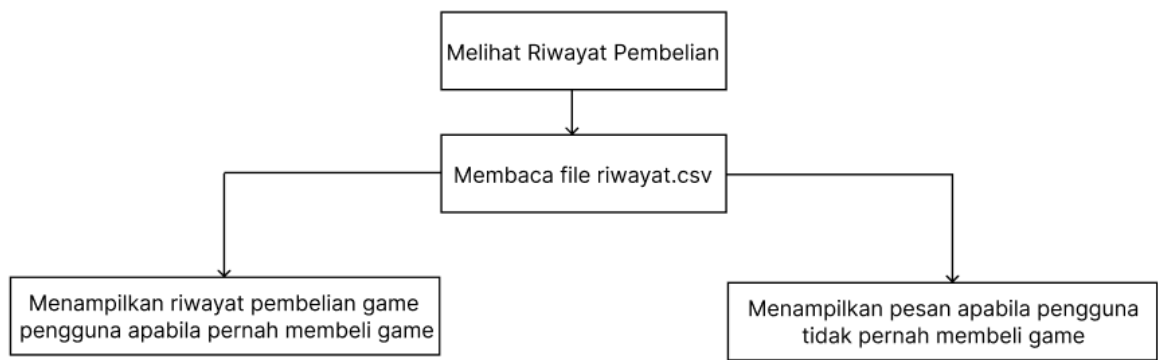 Melihat Riwayat Pembelian
Membaca file riwayat.csv
Menampilkan riwayat pembelian game
pengguna apabila pernah membeli game
Menampilkan pesan apabila pengguna
tidak pernah membeli game